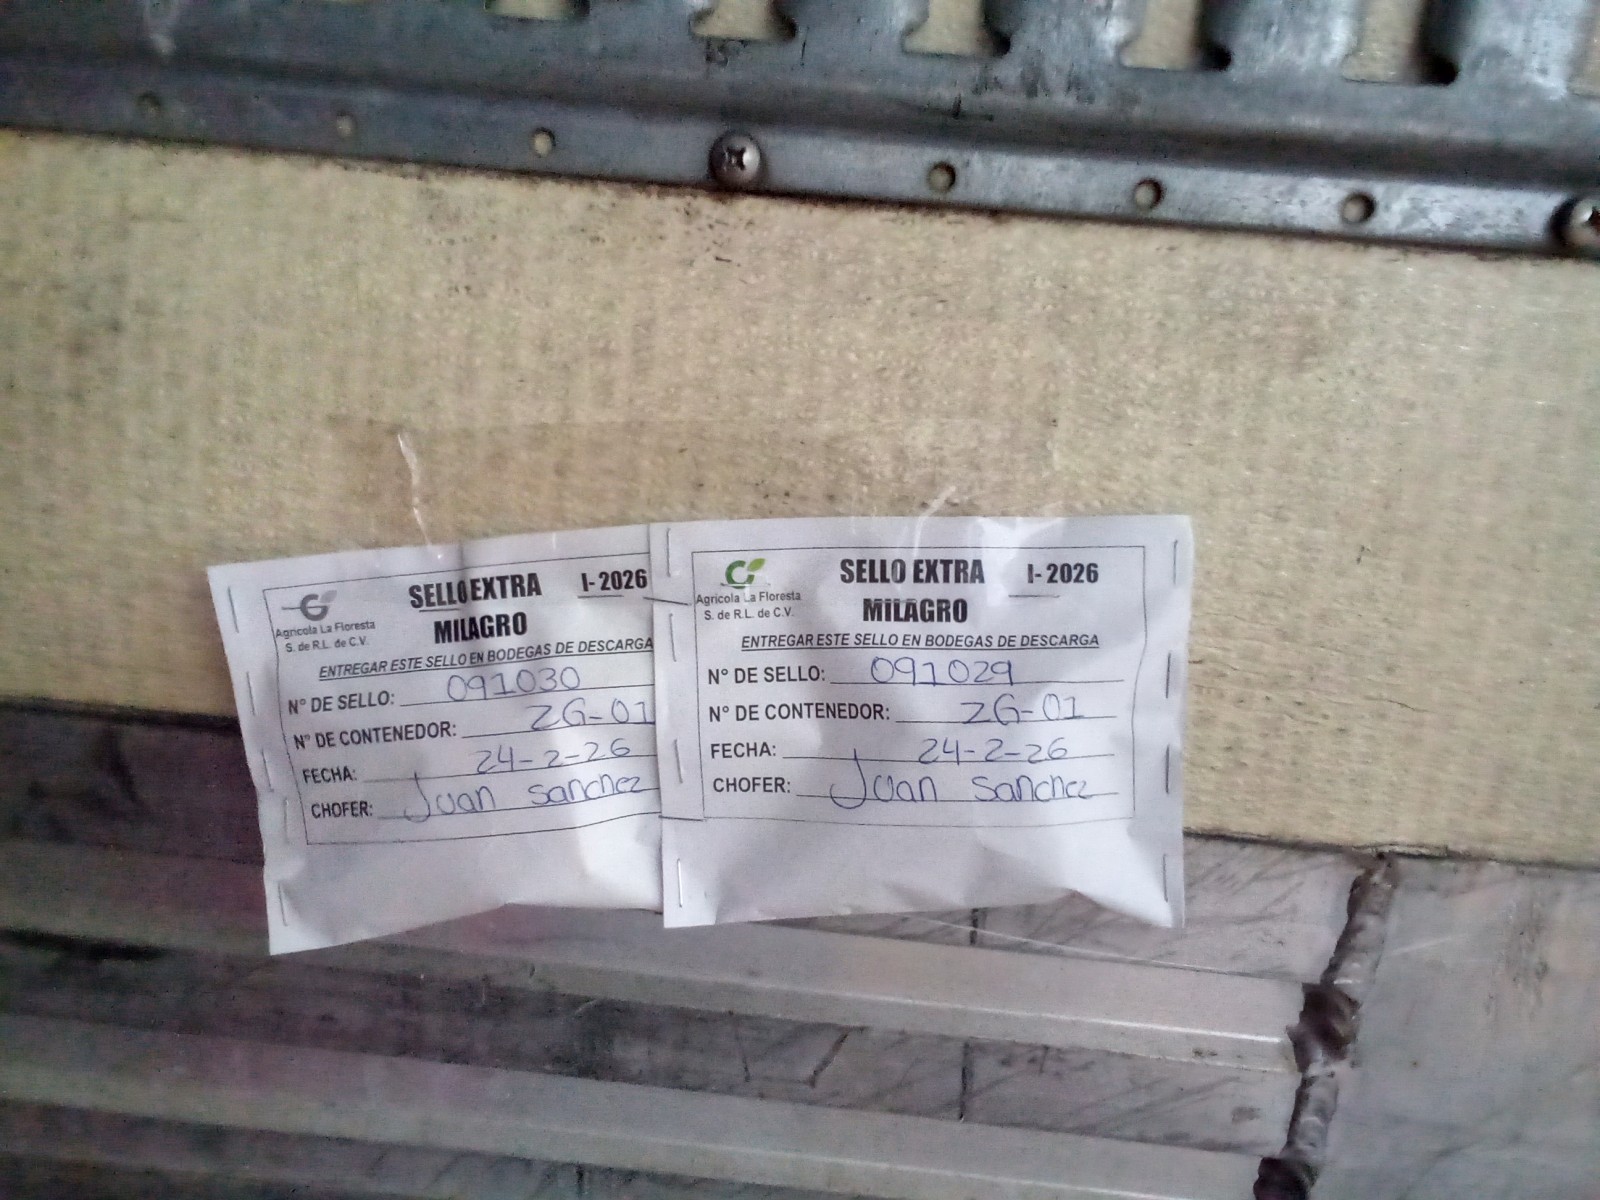 SELLO EXTRA I- 2026
Agricola La Floresta
S. de R.L. de C.V.
MILAGRO
ENTREGAR ESTE SELLO EN BODEGAS DE DESCARGA
N° DE SELLO: 091030
N° DE CONTENEDOR: ZG-01
FECHA: 24-2-26
CHOFER: Juan Sanchez
SELLO EXTRA I- 2026
Agricola La Floresta
S. de R.L. de C.V.
MILAGRO
ENTREGAR ESTE SELLO EN BODEGAS DE DESCARGA
N° DE SELLO: 091029
N° DE CONTENEDOR: ZG-01
FECHA: 24-2-26
CHOFER: Juan Sanchez